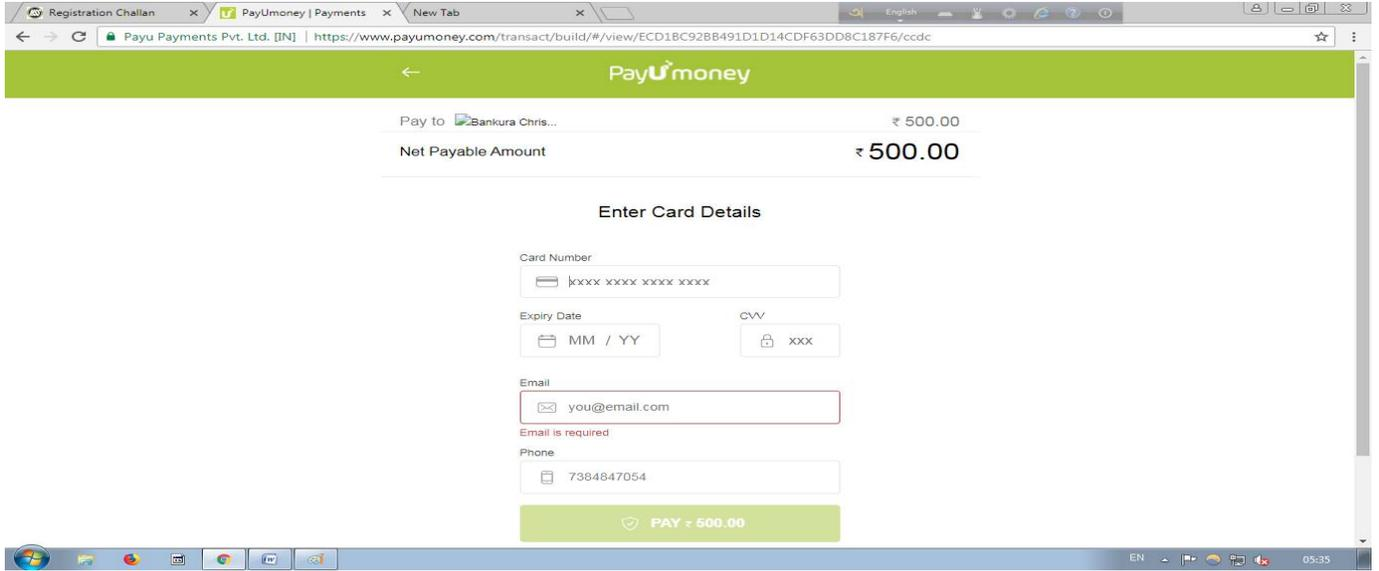 Registration Challan
PayUmoney | Payments
New Tab
English
Payu Payments Pvt. Ltd. [IN] | https://www.payumoney.com/transact/build/#/view/ECD1BC92BB491D1D14CDF63DD8C187F6/ccdc
PayUmoney
Pay to Bankura Chris... ₹ 500.00
Net Payable Amount ₹ 500.00
Enter Card Details
Card Number
xxxx xxxx xxxx xxxx
Expiry Date CVV
MM / YY xxx
Email
you@email.com
Email is required
Phone
7384847054
PAY ₹ 500.00
EN 05:35